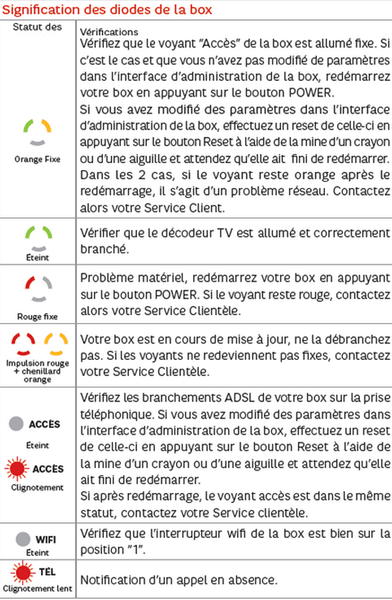 Signification des diodes de la box
Statut des
Vérifications
Vérifiez que le voyant "Accès" de la box est allumé fixe. Si
c'est le cas et que vous n'avez pas modifié de paramètres
dans l'interface d'administration de la box, redémarrez
votre box en appuyant sur le bouton POWER.
Si vous avez modifié des paramètres dans l'interface
d'administration de la box, effectuez un reset de celle-ci en
appuyant sur le bouton Reset à l'aide de la mine d'un crayon
ou d'une aiguille et attendez qu'elle ait fini de redémarrer.
Dans les 2 cas, si le voyant reste orange après le
redémarrage, il s'agit d'un problème réseau. Contactez
alors votre Service Client.
Orange Fixe
Vérifier que le décodeur TV est allumé et correctement
branché.
Éteint
Problème matériel, redémarrez votre box en appuyant
sur le bouton POWER. Si le voyant reste rouge, contactez
alors votre Service Clientèle.
Rouge fixe
Votre box est en cours de mise à jour, ne la débranchez
pas. Si les voyants ne redeviennent pas fixes, contactez
votre Service Clientèle.
Impulsion rouge
+ chenillard
orange
Vérifiez les branchements ADSL de votre box sur la prise
téléphonique. Si vous avez modifié des paramètres dans
l'interface d'administration de la box, effectuez un reset
de celle-ci en appuyant sur le bouton Reset à l'aide de
la mine d'un crayon ou d'une aiguille et attendez qu'elle
ait fini de redémarrer.
Si après redémarrage, le voyant accès est dans le même
statut, contactez votre Service clientèle.
ACCÈS
Éteint
ACCÈS
Clignotement
Vérifiez que l'interrupteur wifi de la box est bien sur la
position "1".
WIFI
Éteint
TÉL
Clignotement lent
Notification d'un appel en absence.